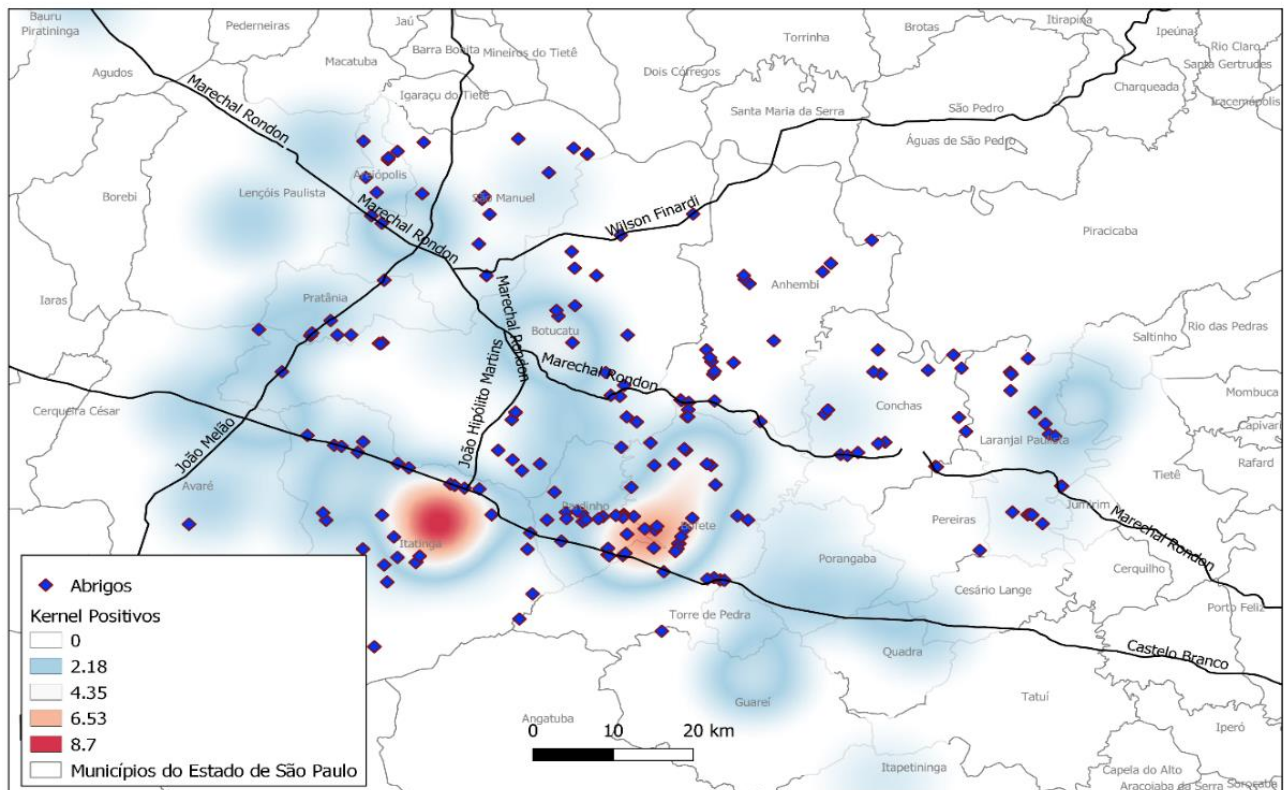 Bauru
Piratininga
Pederneiras
Jaú
Brotas
Itirapina
Ipeúna
Rio Claro
Santa Gertrudes
Iracemápolis
Agudos
Macatuba
Barra Bonita
Mineiros do Tietê
Dois Córregos
Torrinha
Charqueada
Igaraçu do Tietê
Santa Maria da Serra
São Pedro
Águas de São Pedro
Marechal Rondon
Borebi
Lençóis Paulista
Areiópolis
São Manuel
Marechal Rondon
Wilson Finardi
Piracicaba
Iaras
Pratânia
Anhembi
Botucatu
Marechal Rondon
Marechal Rondon
Saltinho
Rio das Pedras
Mombuca
Capivari
Rafard
Cerqueira César
João Melão
João Hipólito Martins
Conchas
Laranjal Paulista
Tietê
Avaré
Pardinho
Bofete
Pereiras
Jumirim
Marechal Rondon
Itatinga
Porangaba
Cesário Lange
Cerquilho
Porto Feliz
Torre de Pedra
Quadra
Castelo Branco
Guareí
Tatuí
Angatuba
Iperó
Itapetininga
Capela do Alto
Araçoiaba da Serra
Sorocaba
Abrigos
Kernel Positivos
0
2.18
4.35
6.53
8.7
Municípios do Estado de São Paulo
0 10 20 km